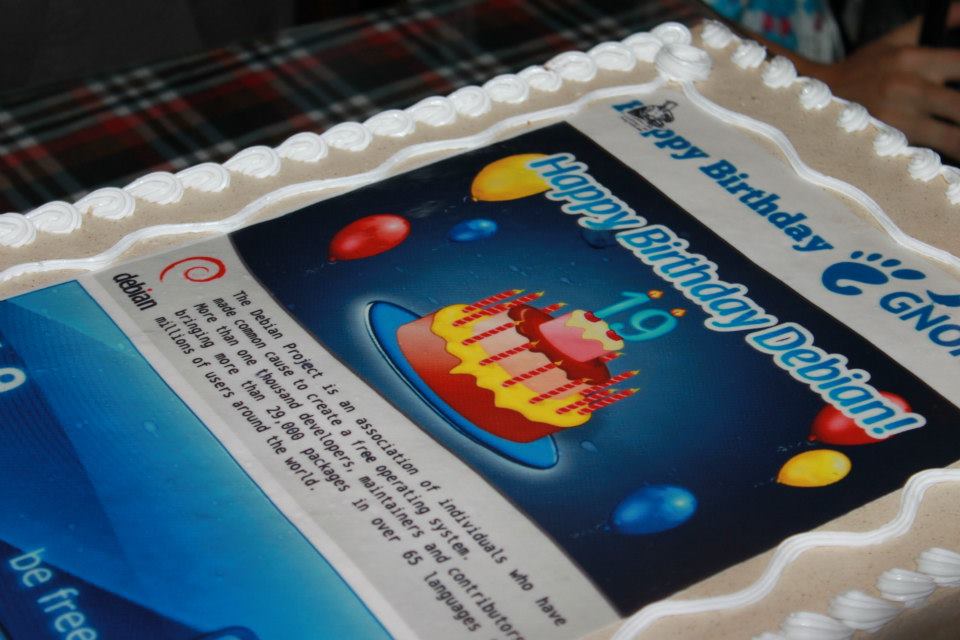 Happy Birthday
GNO
Happy Birthday Debian!
19
debian
The Debian Project is an association of individuals who have
made common cause to create a free operating system.
More than one thousand developers, maintainers and contributors
bringing more than 29,000 packages in over 65 languages
millions of users around the world.
be free